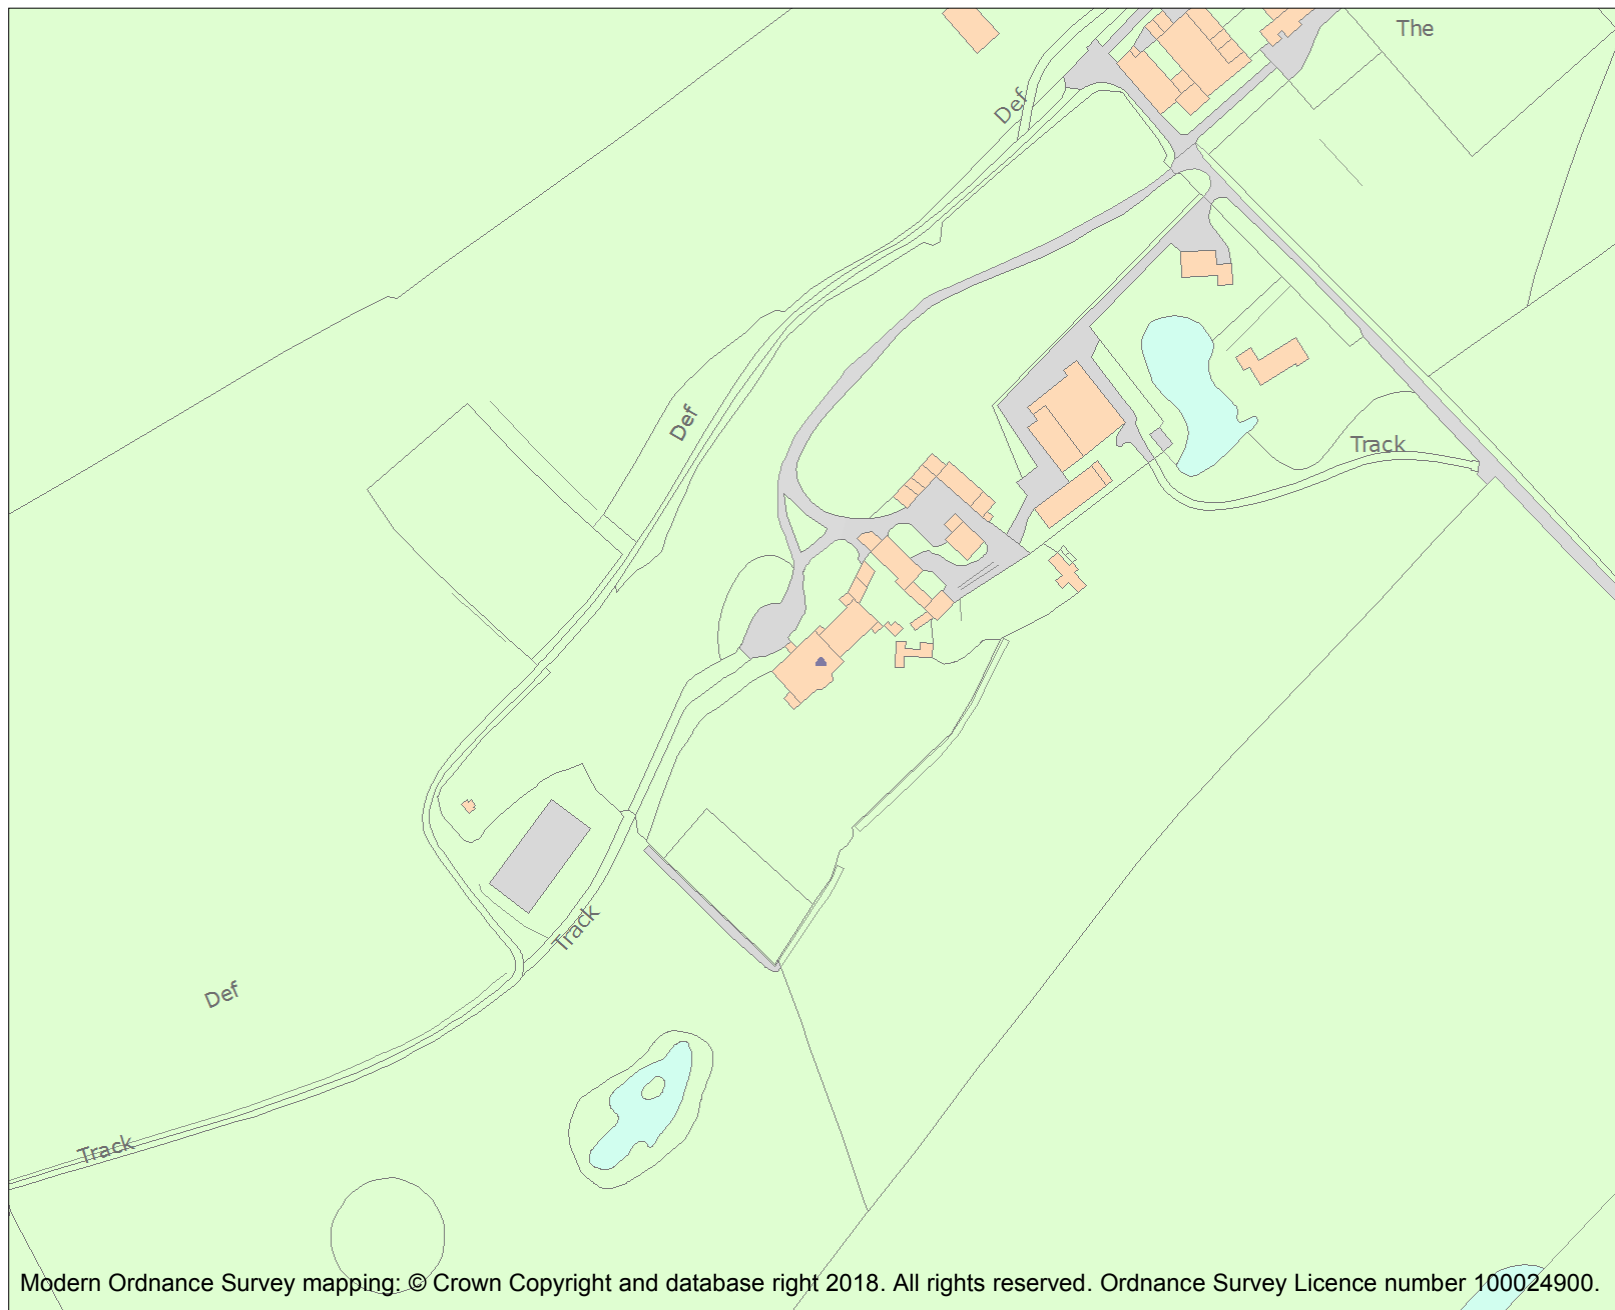 The
Def
Def
Track
Track
Def
Track
Modern Ordnance Survey mapping: © Crown Copyright and database right 2018. All rights reserved. Ordnance Survey Licence number 100024900.